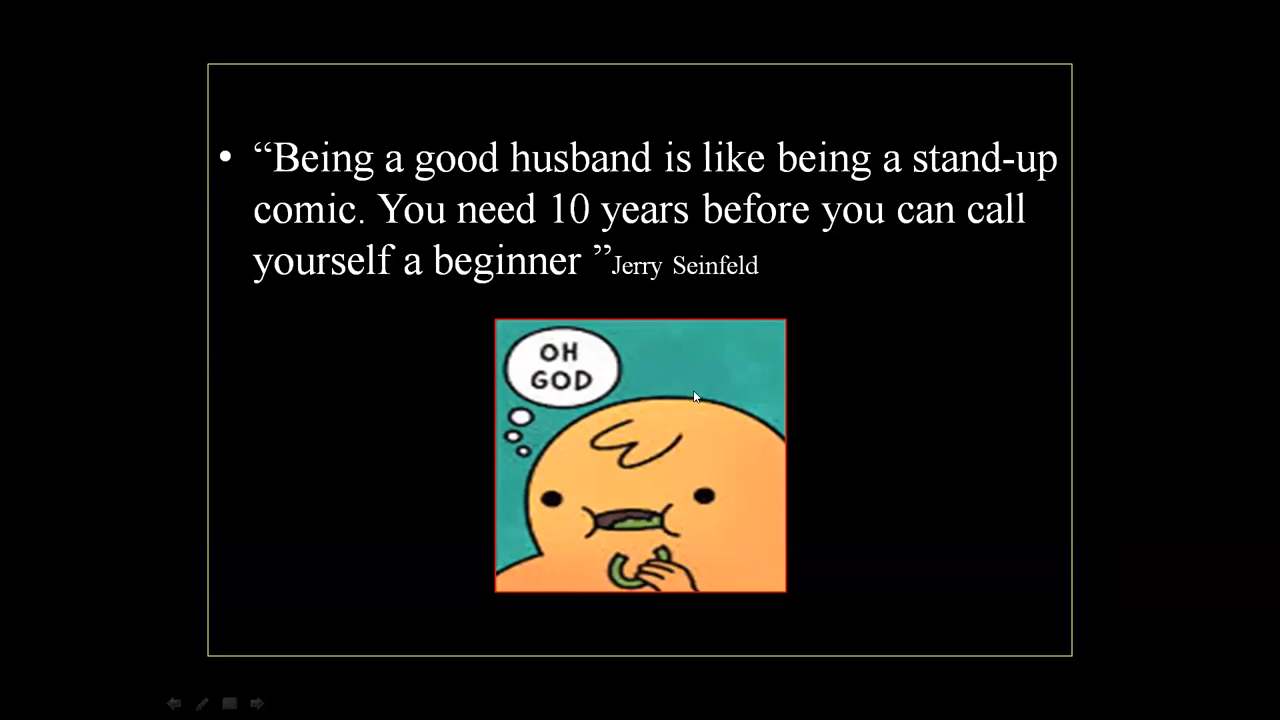 • “Being a good husband is like being a stand-up
comic. You need 10 years before you can call
yourself a beginner ”Jerry Seinfeld
OH
GOD